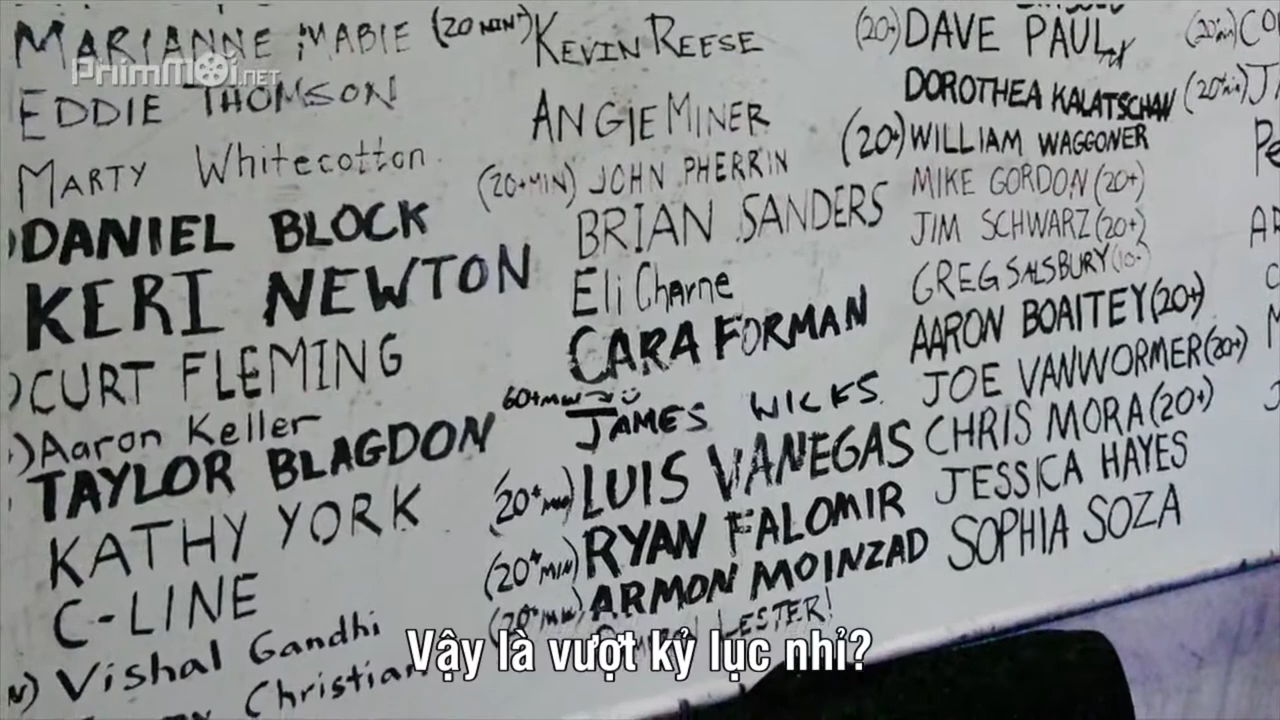 MARIANNE MABIE
EDDIE THOMSON
MARTY Whitecotton
DANIEL BLOCK
KERI NEWTON
CURT FLEMING
Aaron Keller
TAYLOR BLAGDON
KATHY YORK
C-LINE
Vishal Gandhi
Christian
(20 MIN) KEVIN REESE
ANGIE MINER
(20+MIN) JOHN PHERRIN
BRIAN SANDERS
Eli Charne
CARA FORMAN
JAMES WICKS
(20+ MIN) LUIS VANEGAS
(20+ MIN) RYAN FALOMIR
ARMON MOINZAD
LESTER!
(20+) DAVE PAUL
DOROTHEA KALATSCHAN
(20+) WILLIAM WAGGONER
MIKE GORDON (20+)
JIM SCHWARZ (20+)
GREG SALSBURY
AARON BOAITEY (20+)
JOE VANWORMER (20+)
CHRIS MORA (20+)
JESSICA HAYES
SOPHIA SOZA
PhimMoi.NET
Vậy là vượt kỷ lục nhỉ?